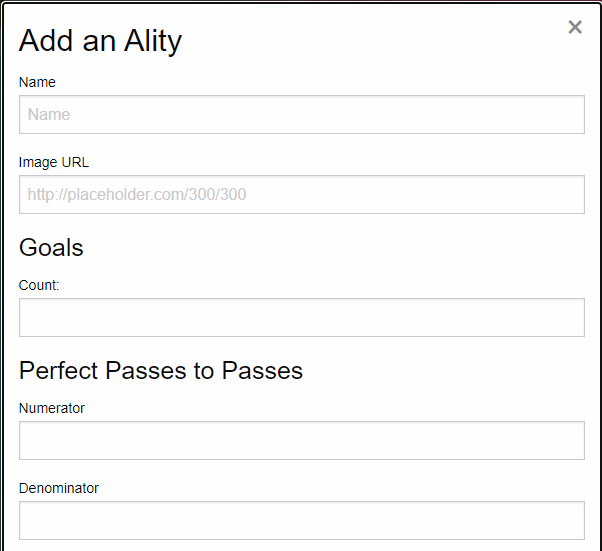 Add an Ality
×
Name
Name
Image URL
http://placeholder.com/300/300
Goals
Count:
Perfect Passes to Passes
Numerator
Denominator